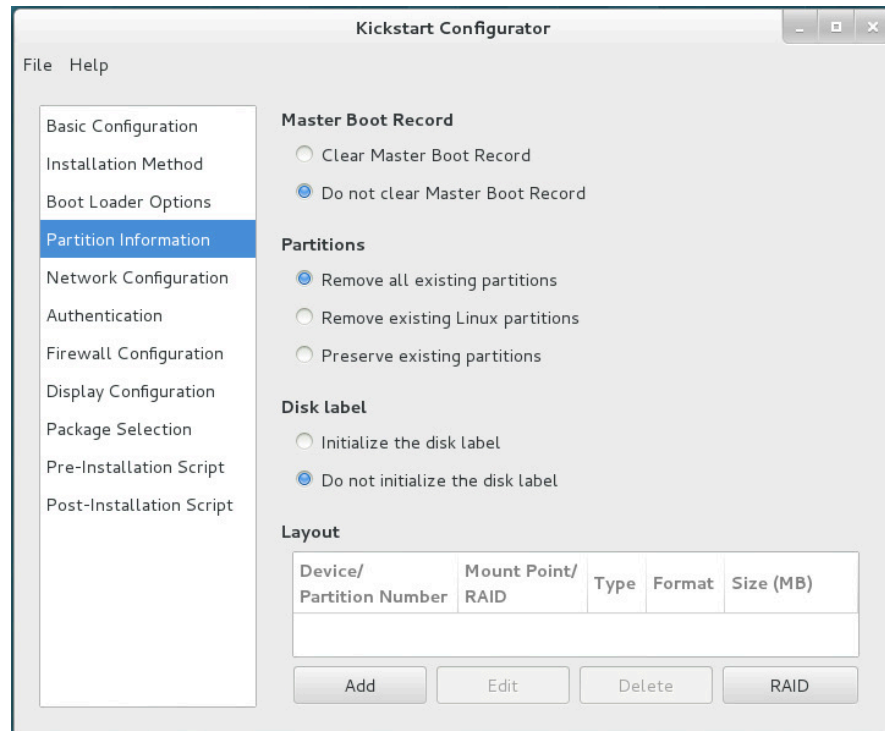 Kickstart Configurator
File Help
Basic Configuration
Installation Method
Boot Loader Options
Partition Information
Network Configuration
Authentication
Firewall Configuration
Display Configuration
Package Selection
Pre-Installation Script
Post-Installation Script
Master Boot Record
Clear Master Boot Record
Do not clear Master Boot Record
Partitions
Remove all existing partitions
Remove existing Linux partitions
Preserve existing partitions
Disk label
Initialize the disk label
Do not initialize the disk label
Layout
Device/
Partition Number
Mount Point/
RAID
Type
Format
Size (MB)
Add
Edit
Delete
RAID